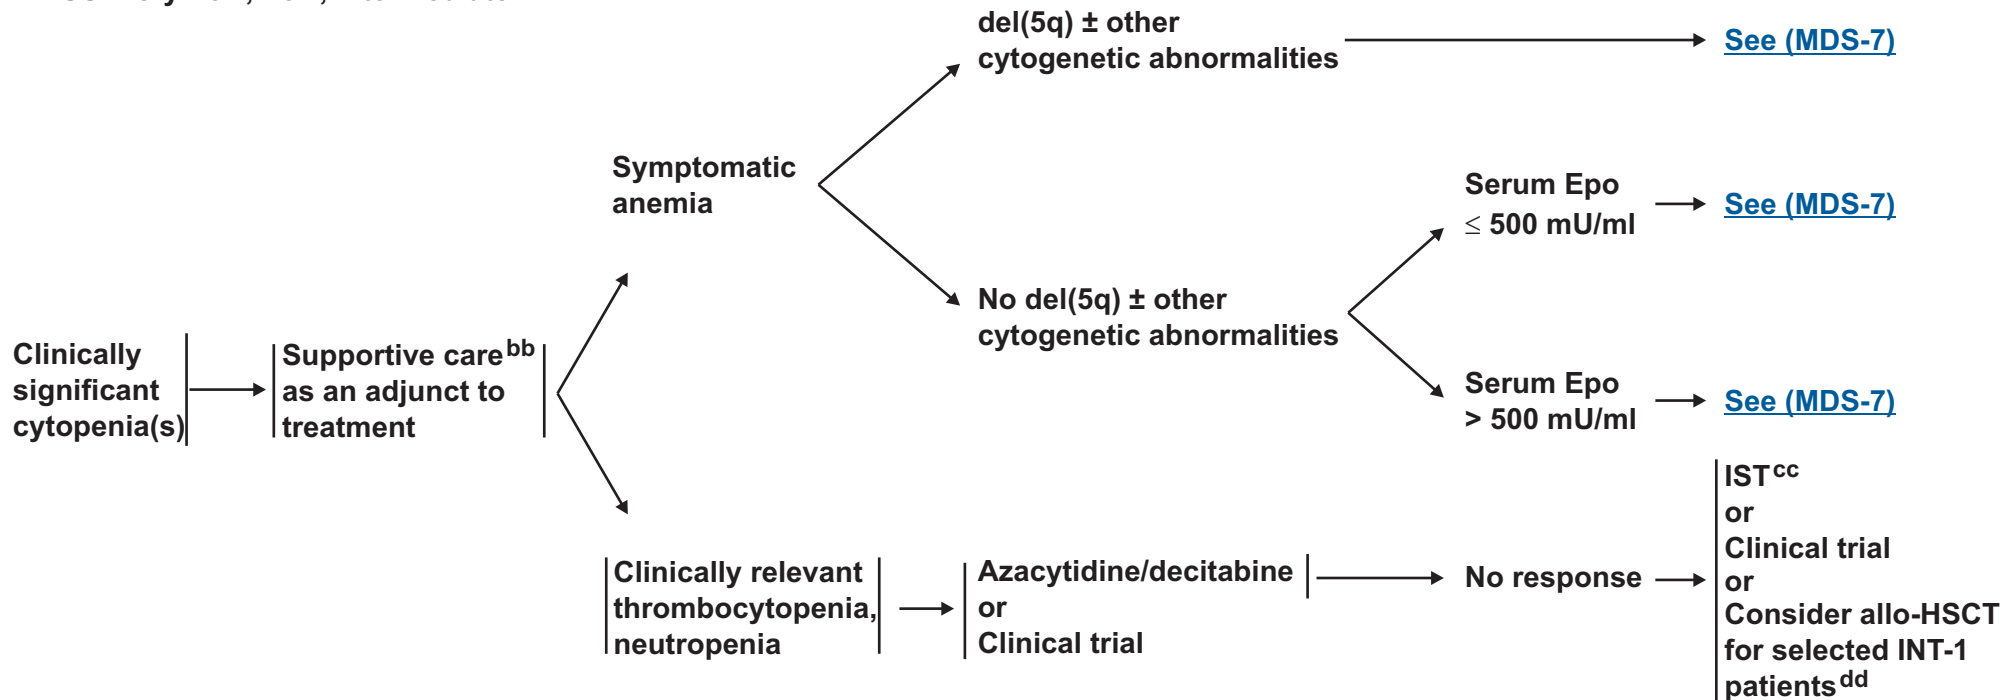 del(5q) ± other
cytogenetic abnormalities
See (MDS-7)
Symptomatic
anemia
Serum Epo
≤ 500 mU/ml
See (MDS-7)
No del(5q) ± other
cytogenetic abnormalities
Clinically
significant
cytopenia(s)
Supportive care bb
as an adjunct to
treatment
Serum Epo
> 500 mU/ml
See (MDS-7)
Clinically relevant
thrombocytopenia,
neutropenia
Azacytidine/decitabine
or
Clinical trial
No response
IST cc
or
Clinical trial
or
Consider allo-HSCT
for selected INT-1
patients dd